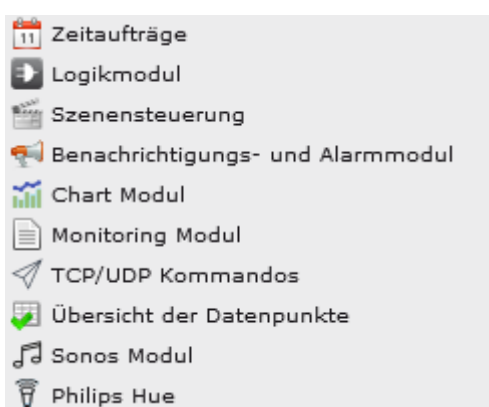 11
Zeitaufträge
Logikmodul
Szenensteuerung
Benachrichtigungs- und Alarmmodul
Chart Modul
Monitoring Modul
TCP/UDP Kommandos
Übersicht der Datenpunkte
Sonos Modul
Philips Hue